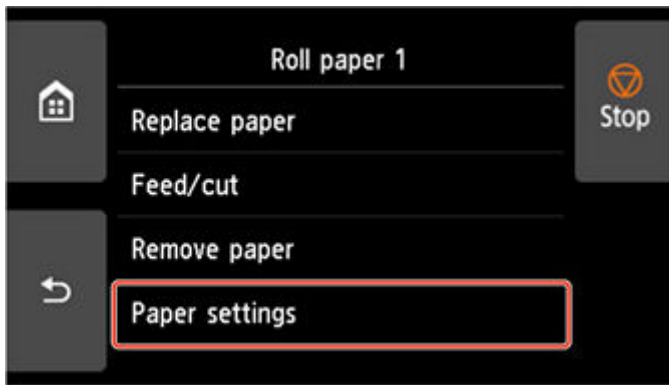 Roll paper 1
Stop
Replace paper
Feed/cut
Remove paper
Paper settings